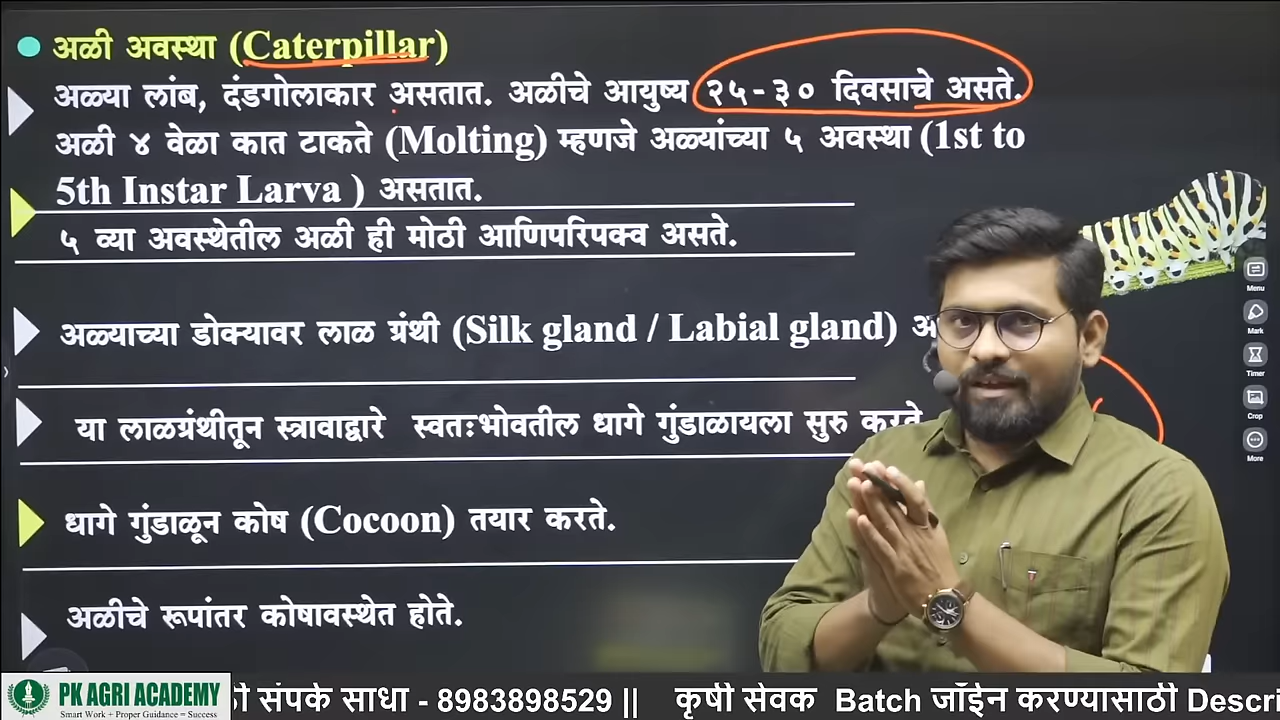 अळी अवस्था (Caterpillar)
अळ्या लांब, दंडगोलाकार असतात. अळीचे आयुष्य २५-३० दिवसाचे असते.
अळी ४ वेळा कात टाकते (Molting) म्हणजे अळ्यांच्या ५ अवस्था (1st to
5th Instar Larva ) असतात.
५ व्या अवस्थेतील अळी ही मोठी आणिपरिपक्व असते.
अळ्याच्या डोक्यावर लाळ ग्रंथी (Silk gland / Labial gland)
या लाळग्रंथीतून स्त्रावाद्वारे स्वतःभोवतील धागे गुंडाळायला सुरु करते
धागे गुंडाळून कोष (Cocoon) तयार करते.
अळीचे रूपांतर कोषावस्थेत होते.
Menu
Mark
Timer
Crop
More
PK AGRI ACADEMY
Smart Work + Proper Guidance = Success
संपर्क साधा - 8983898529 || कृषी सेवक Batch जॉईन करण्यासाठी Descri